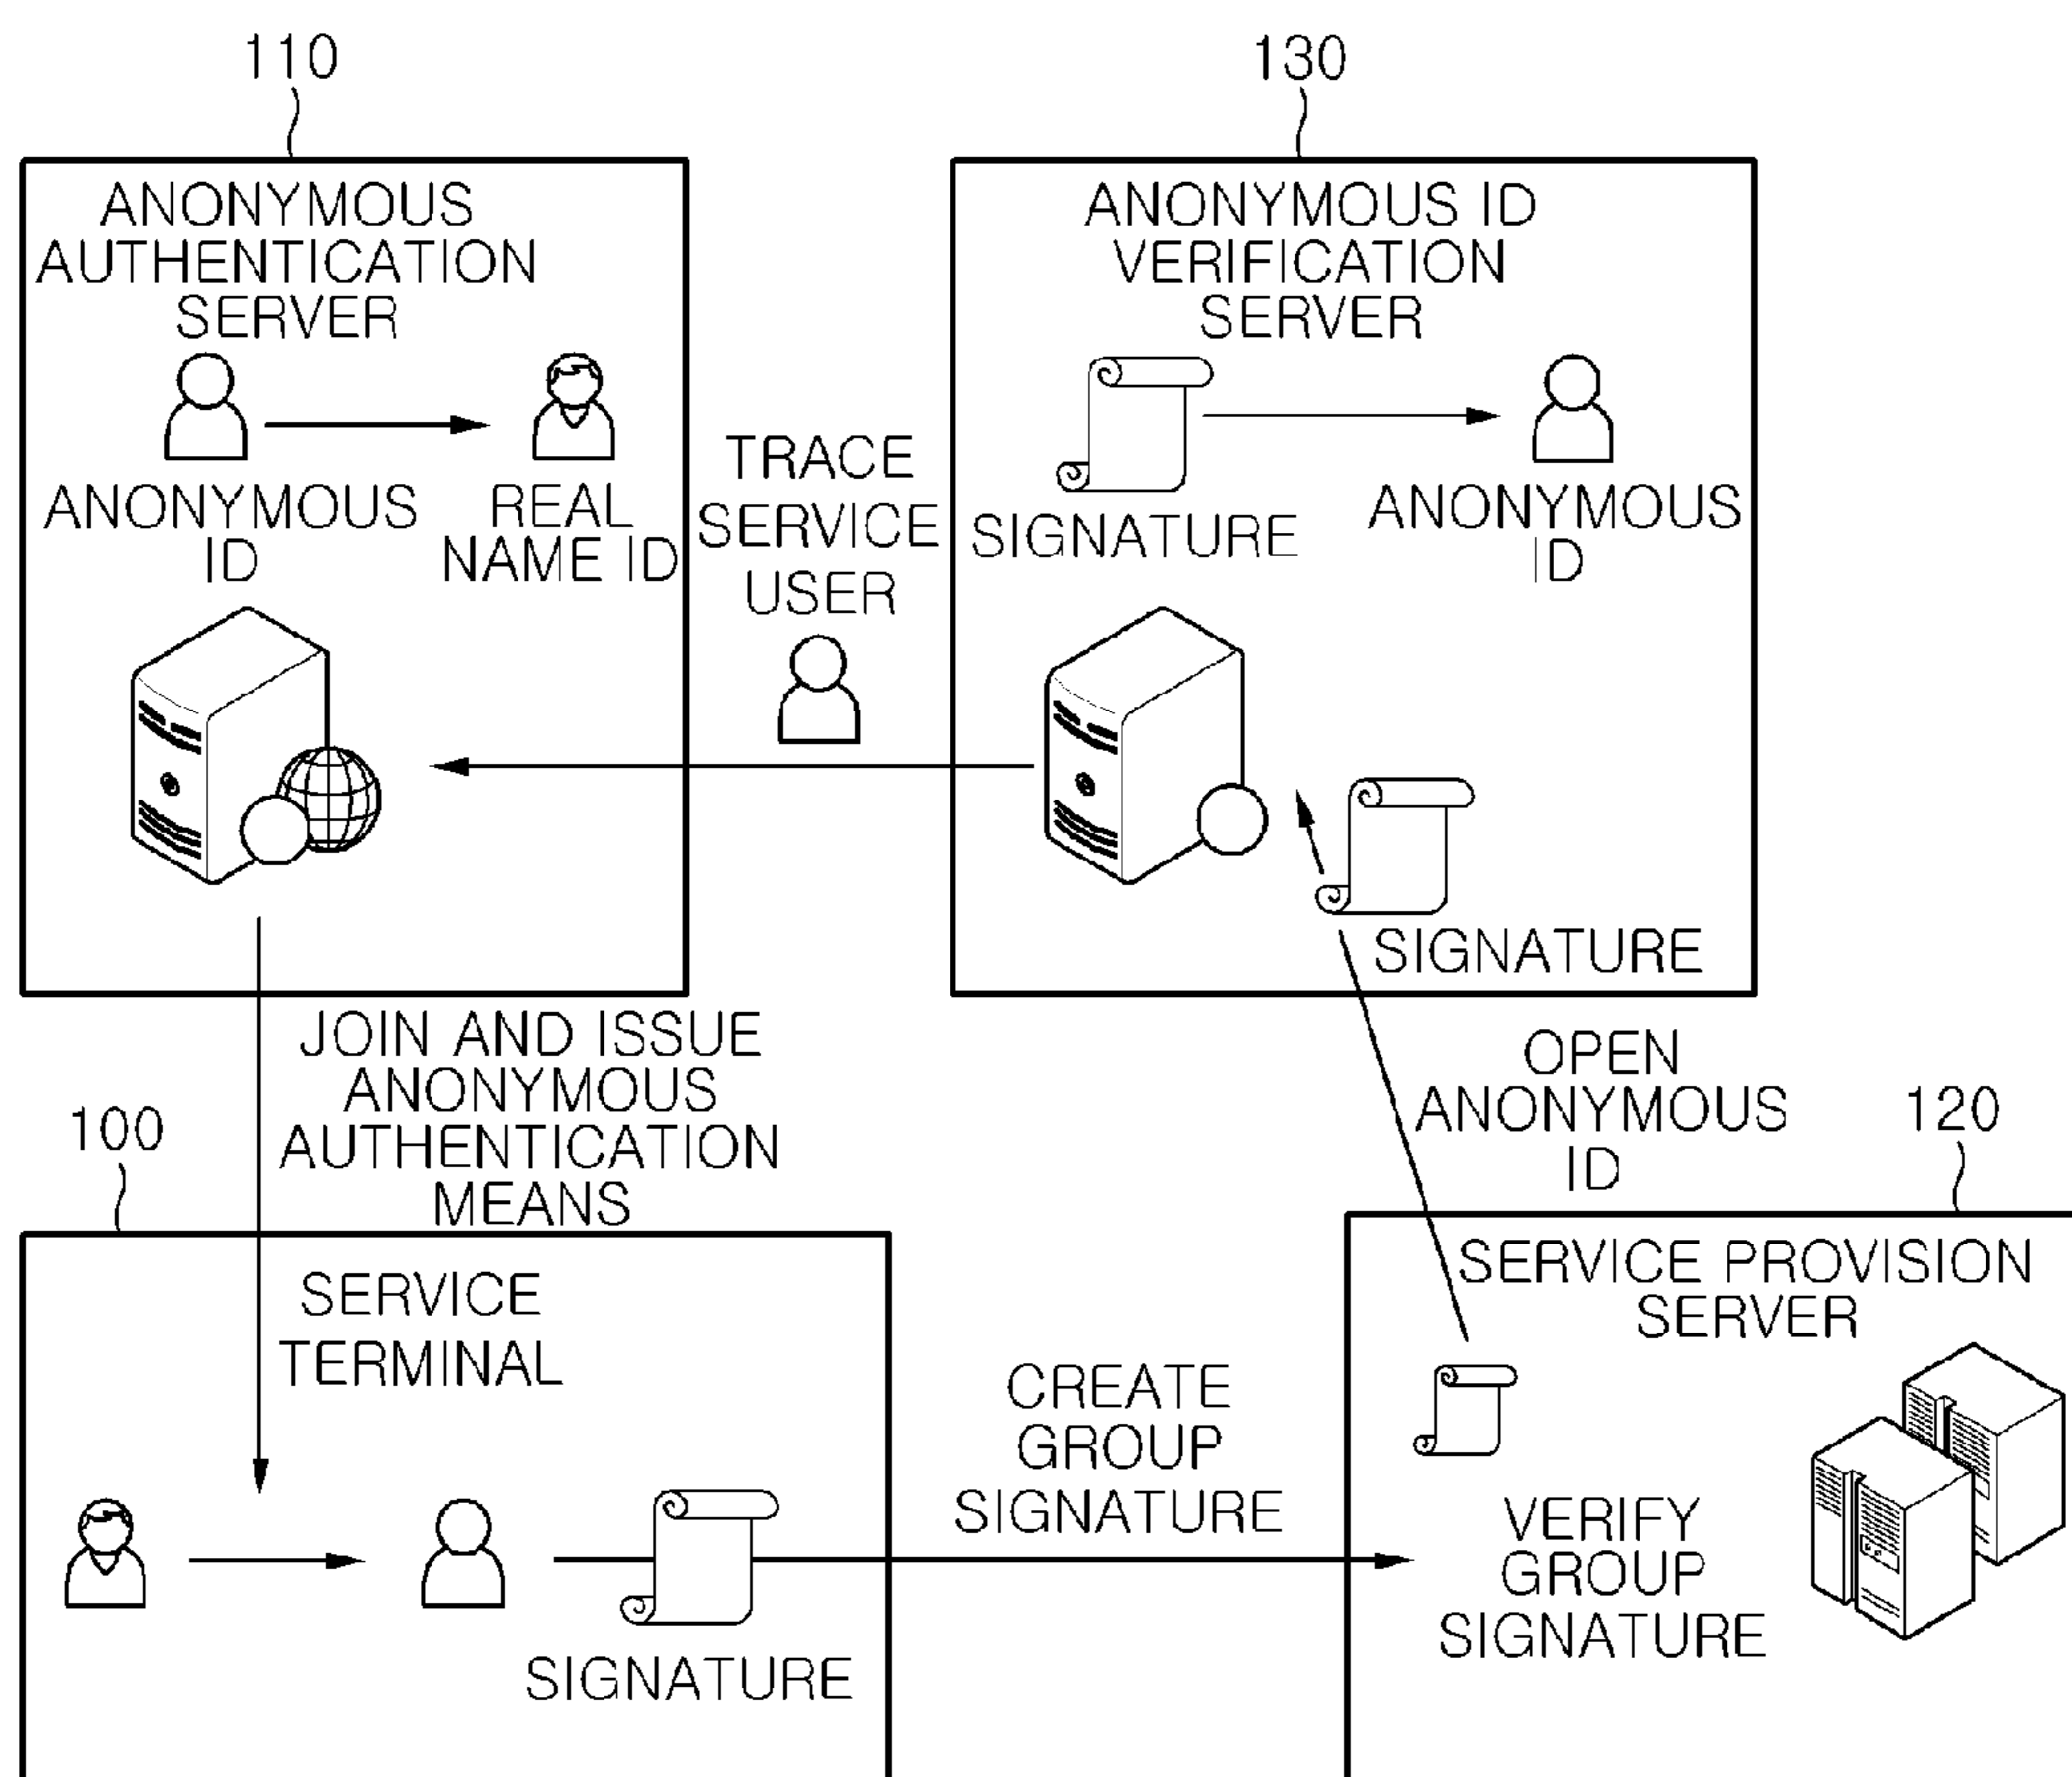 110
130
ANONYMOUS
AUTHENTICATION
SERVER
ANONYMOUS
ID
REAL
NAME ID
TRACE
SERVICE
USER
ANONYMOUS ID
VERIFICATION
SERVER
SIGNATURE
ANONYMOUS
ID
SIGNATURE
JOIN AND ISSUE
ANONYMOUS
AUTHENTICATION
MEANS
OPEN
ANONYMOUS
ID
100
120
SERVICE
TERMINAL
SIGNATURE
CREATE
GROUP
SIGNATURE
SERVICE PROVISION
SERVER
VERIFY
GROUP
SIGNATURE